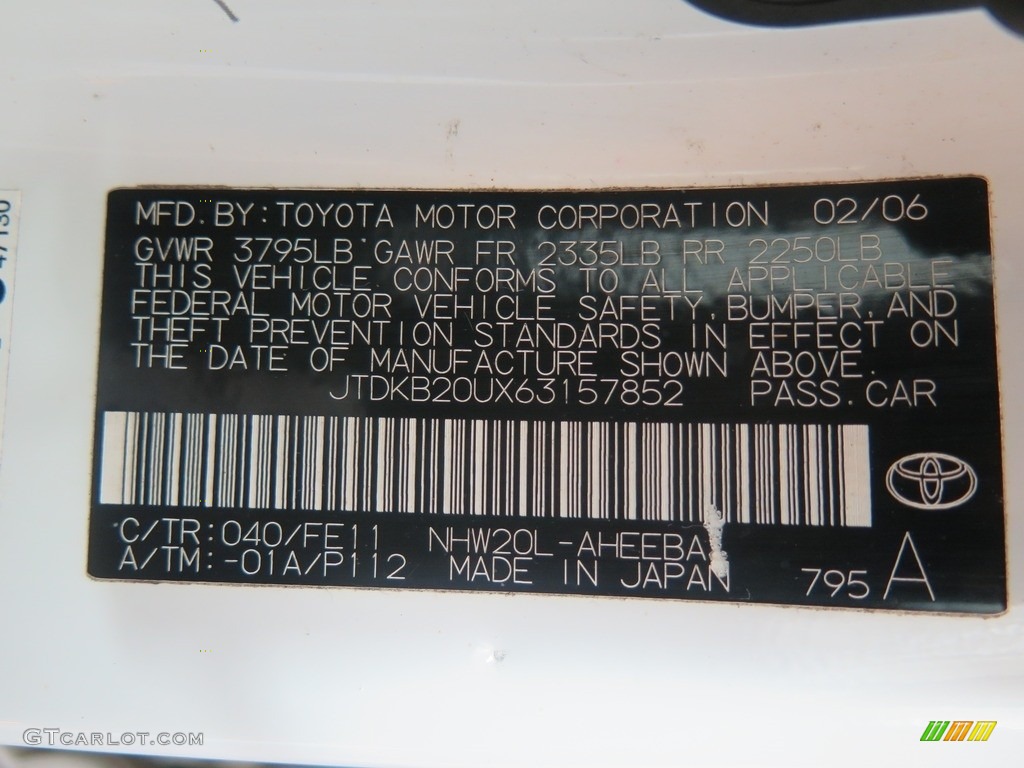 47130
MFD. BY: TOYOTA MOTOR CORPORATION 02/06
GVWR 3795LB GAWR FR 2335LB RR 2250LB
THIS VEHICLE CONFORMS TO ALL APPLICABLE
FEDERAL MOTOR VEHICLE SAFETY, BUMPER, AND
THEFT PREVENTION STANDARDS IN EFFECT ON
THE DATE OF MANUFACTURE SHOWN ABOVE.
JTDKB20UX63157852 PASS. CAR
C/TR: 040/FE11 NHW20L-AHEEBA
A/TM: -01A/P112 MADE IN JAPAN 795 A
GTCARLOT.COM